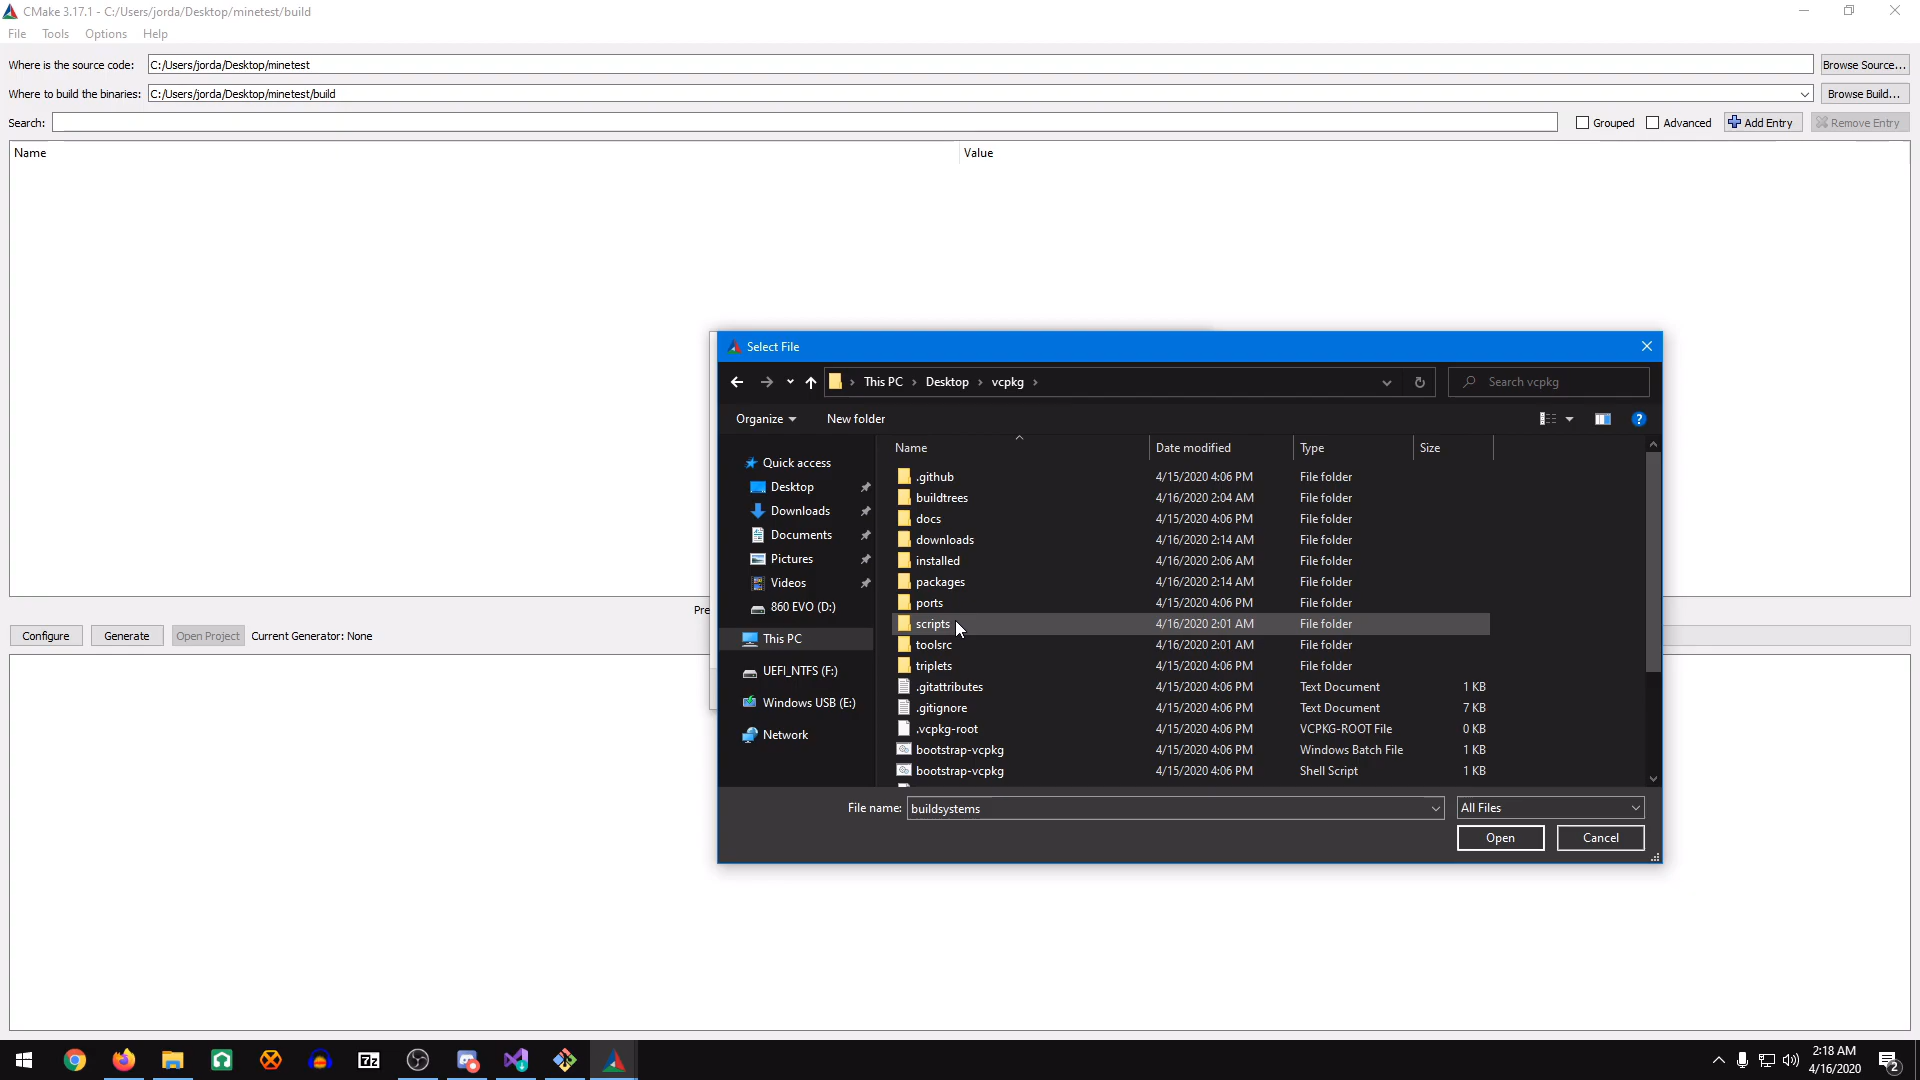 CMake 3.17.1 - C:/Users/jorda/Desktop/minetest/build
File Tools Options Help
Where is the source code: C:/Users/jorda/Desktop/minetest Browse Source...
Where to build the binaries: C:/Users/jorda/Desktop/minetest/build Browse Build...
Search: Grouped Advanced Add Entry Remove Entry
Name Value
Pre
Configure Generate Open Project Current Generator: None
Select File
This PC Desktop vcpkg Search vcpkg
Organize New folder
Name Date modified Type Size
Quick access
Desktop
Downloads
Documents
Pictures
Videos
860 EVO (D:)
This PC
UEFI_NTFS (F:)
Windows USB (E:)
Network
.github 4/15/2020 4:06 PM File folder
buildtrees 4/16/2020 2:04 AM File folder
docs 4/15/2020 4:06 PM File folder
downloads 4/16/2020 2:14 AM File folder
installed 4/16/2020 2:06 AM File folder
packages 4/16/2020 2:14 AM File folder
ports 4/15/2020 4:06 PM File folder
scripts 4/16/2020 2:01 AM File folder
toolsrc 4/16/2020 2:01 AM File folder
triplets 4/15/2020 4:06 PM File folder
.gitattributes 4/15/2020 4:06 PM Text Document 1 KB
.gitignore 4/15/2020 4:06 PM Text Document 7 KB
.vcpkg-root 4/15/2020 4:06 PM VCPKG-ROOT File 0 KB
bootstrap-vcpkg 4/15/2020 4:06 PM Windows Batch File 1 KB
bootstrap-vcpkg 4/15/2020 4:06 PM Shell Script 1 KB
File name: buildsystems All Files
Open Cancel
7z
2:18 AM
4/16/2020
2